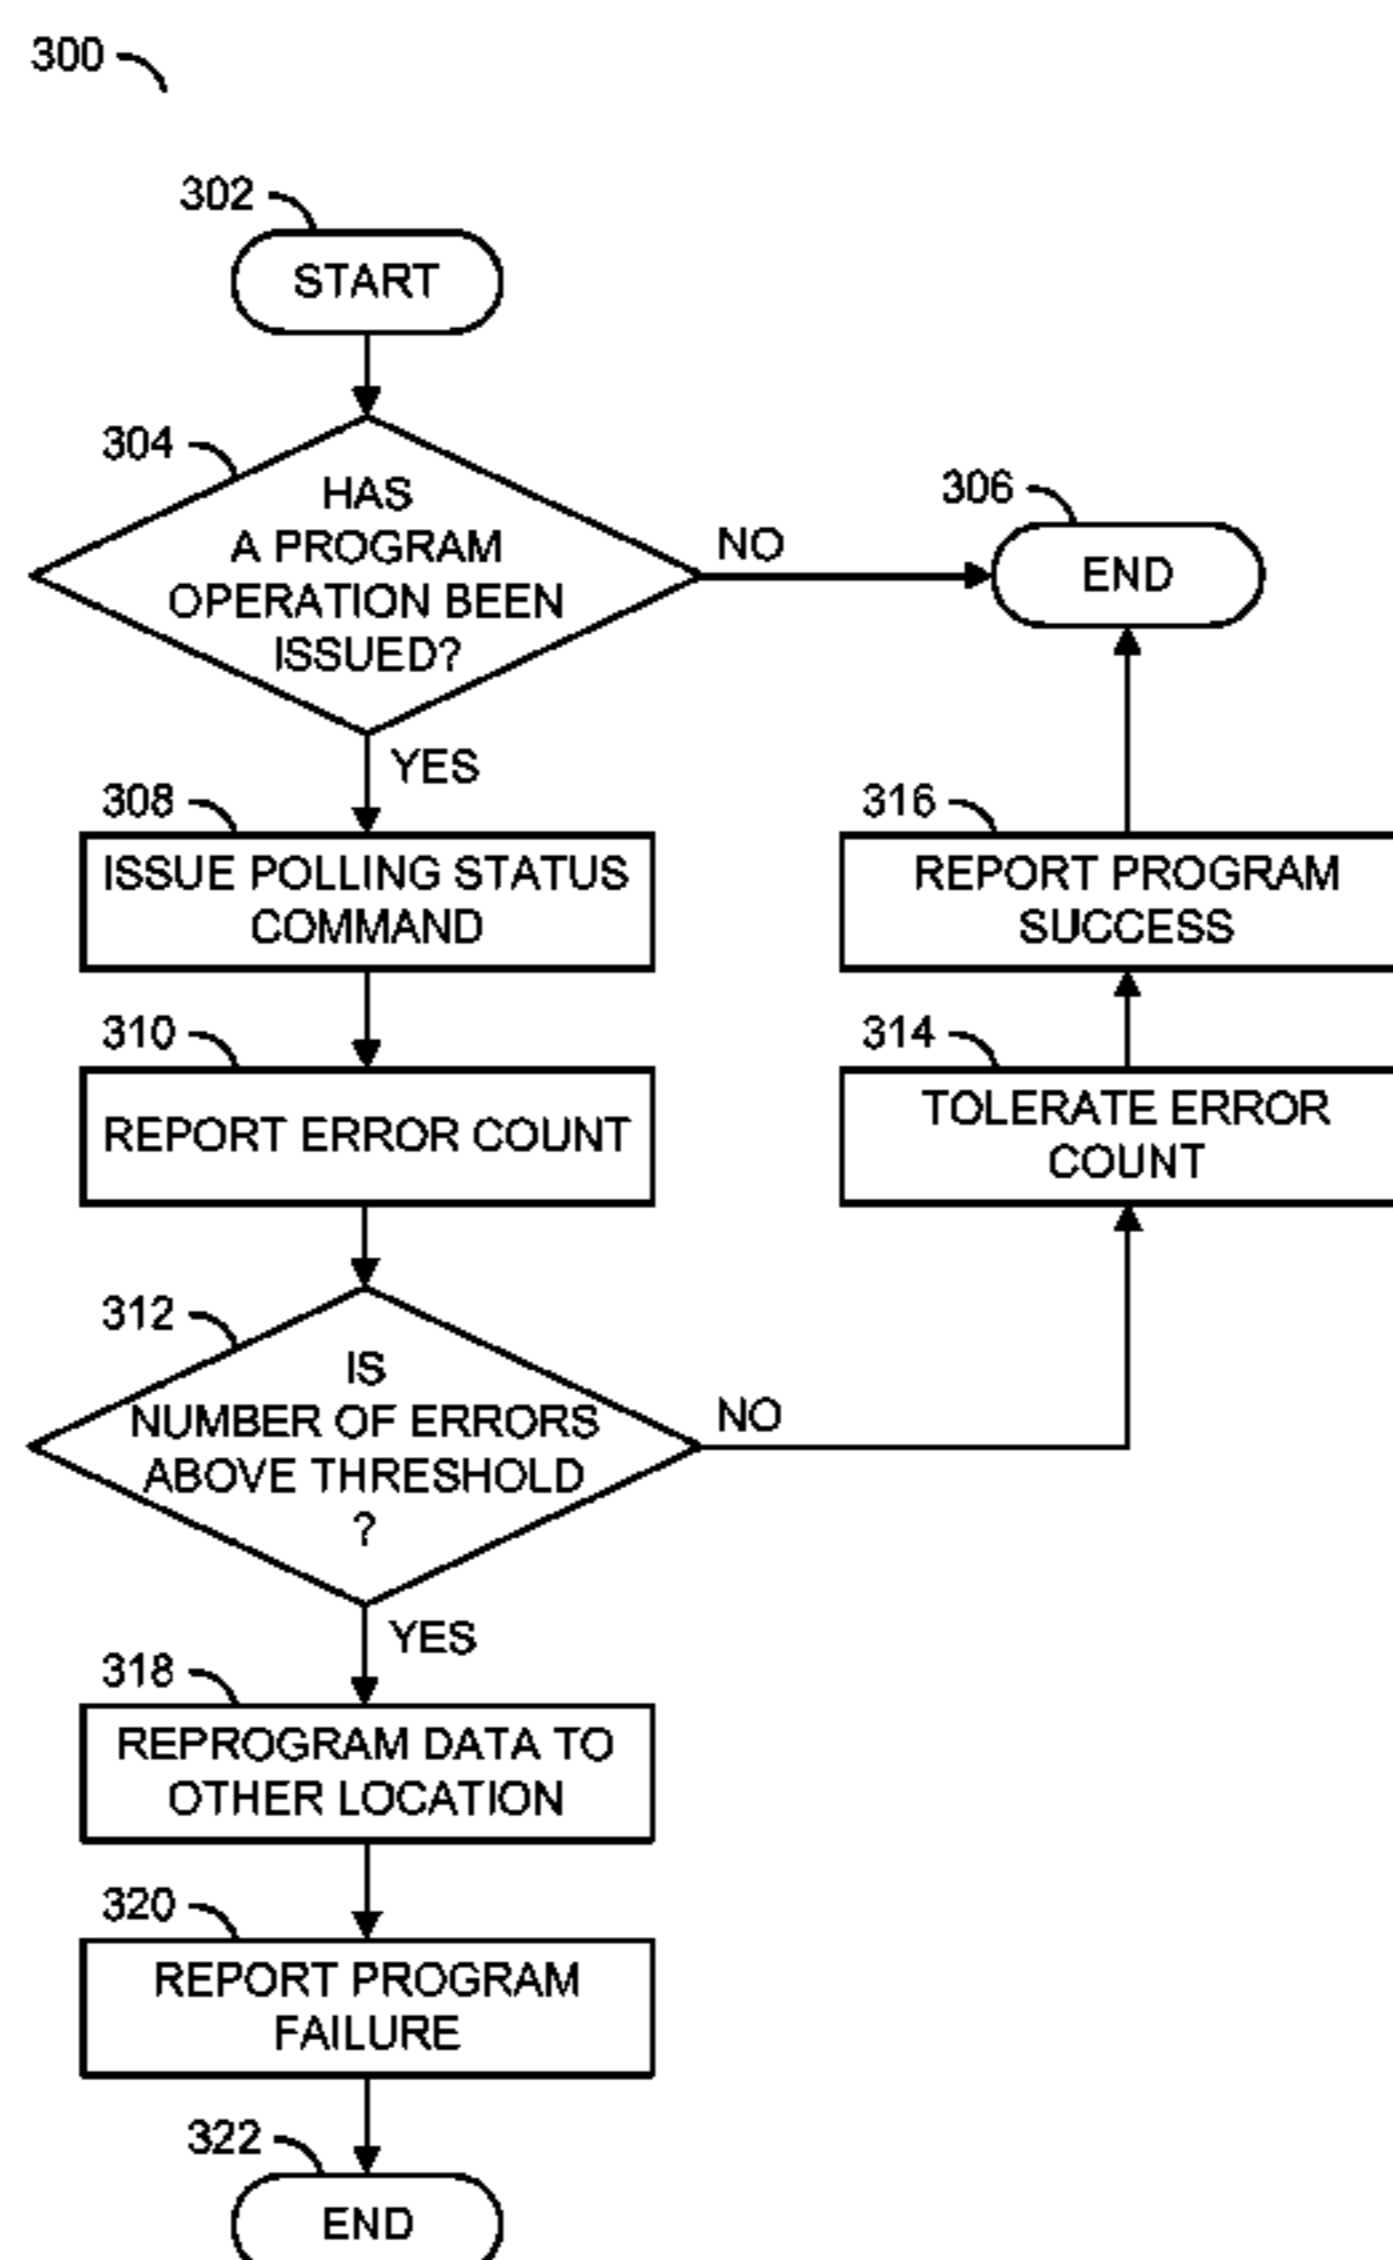 300
302
START
304
HAS
A PROGRAM
OPERATION BEEN
ISSUED?
NO
306
END
YES
308
ISSUE POLLING STATUS
COMMAND
310
REPORT ERROR COUNT
312
IS
NUMBER OF ERRORS
ABOVE THRESHOLD
?
NO
314
TOLERATE ERROR
COUNT
316
REPORT PROGRAM
SUCCESS
YES
318
REPROGRAM DATA TO
OTHER LOCATION
320
REPORT PROGRAM
FAILURE
322
END